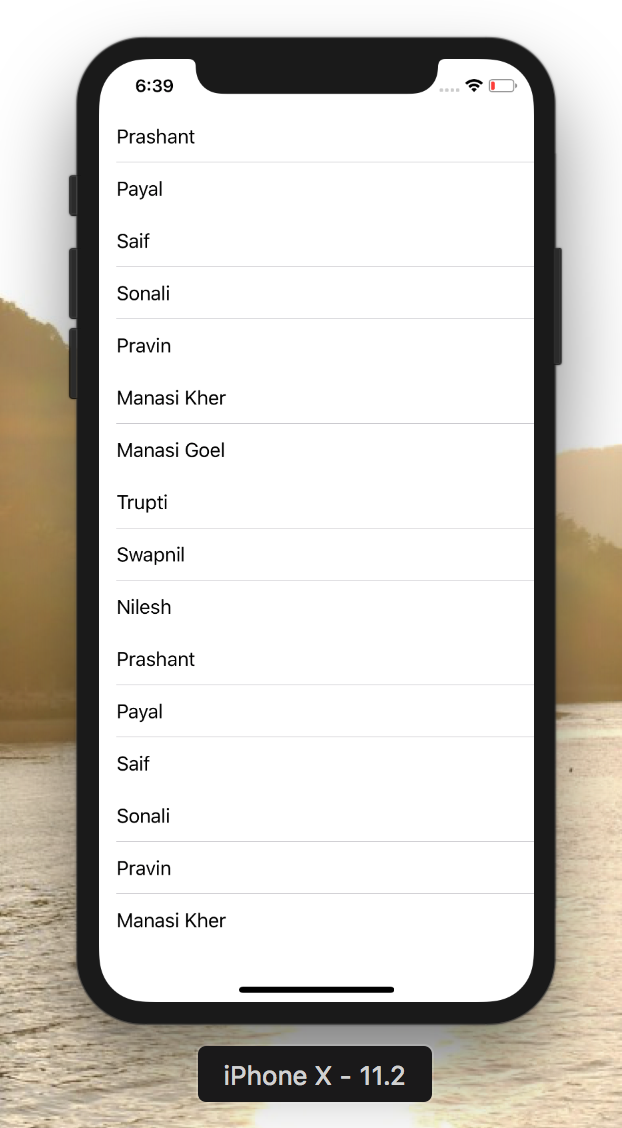 6:39
Prashant
Payal
Saif
Sonali
Pravin
Manasi Kher
Manasi Goel
Trupti
Swapnil
Nilesh
Prashant
Payal
Saif
Sonali
Pravin
Manasi Kher
iPhone X - 11.2